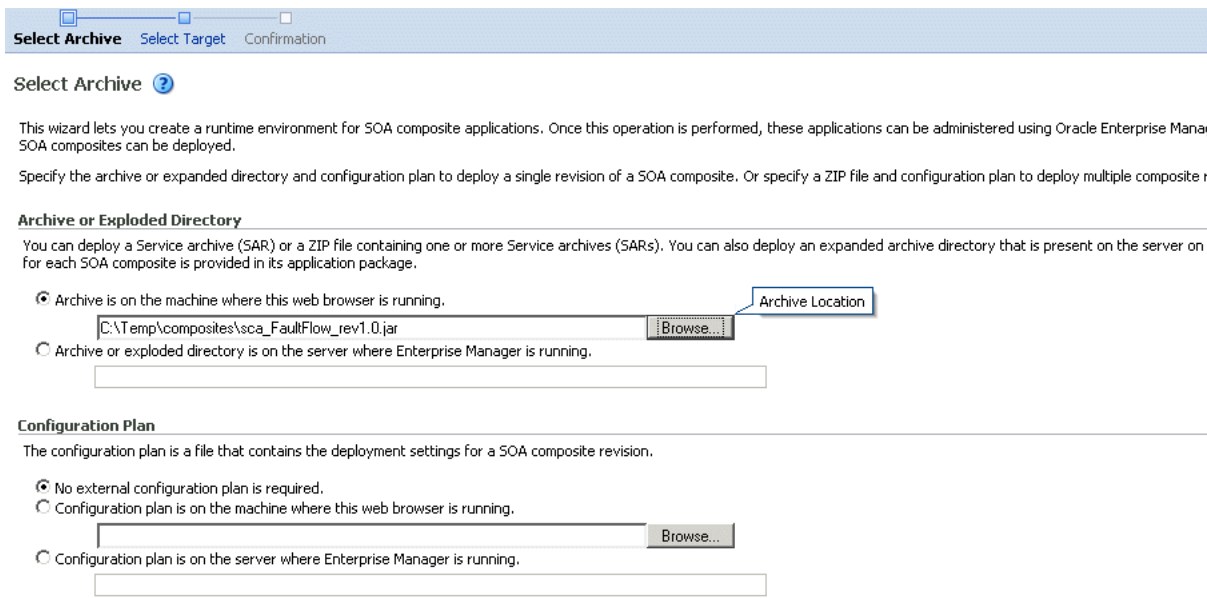 Select Archive Select Target Confirmation
Select Archive ?
This wizard lets you create a runtime environment for SOA composite applications. Once this operation is performed, these applications can be administered using Oracle Enterprise
SOA composites can be deployed.
Specify the archive or expanded directory and configuration plan to deploy a single revision of a SOA composite. Or specify a ZIP file and configuration plan to deploy multiple composite
Archive or Exploded Directory
You can deploy a Service archive (SAR) or a ZIP file containing one or more Service archives (SARs). You can also deploy an expanded archive directory that is present on the server on
for each SOA composite is provided in its application package.
Archive is on the machine where this web browser is running.
Archive Location
C:\Temp\composites\sca_FaultFlow_rev1.0.jar Browse...
Archive or exploded directory is on the server where Enterprise Manager is running.
Configuration Plan
The configuration plan is a file that contains the deployment settings for a SOA composite revision.
No external configuration plan is required.
Configuration plan is on the machine where this web browser is running.
Browse...
Configuration plan is on the server where Enterprise Manager is running.